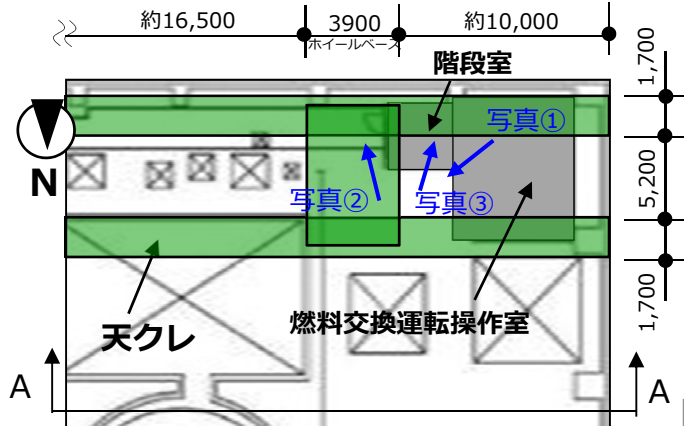 約16,500
3900
約10,000
ホイールベース
1,700
階段室
写真①
N
写真②
写真③
5,200
天クレ
燃料交換運転操作室
1,700
A
A